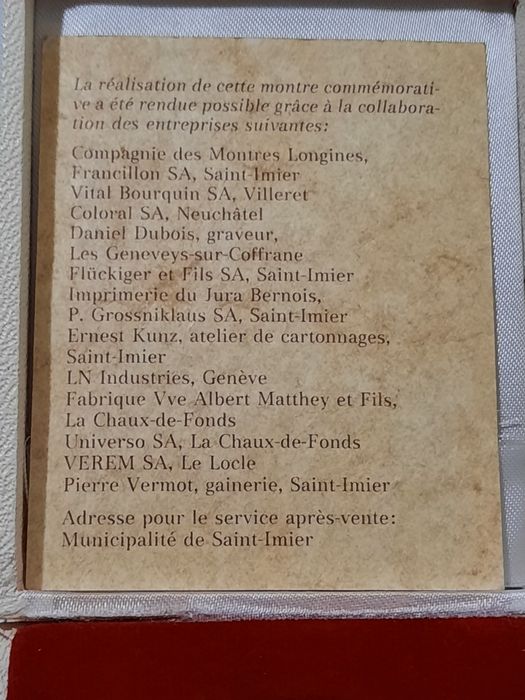 La réalisation de cette montre commémorati-
ve a été rendue possible grâce à la collabora-
tion des entreprises suivantes:
Compagnie des Montres Longines,
Francillon SA, Saint-Imier
Vital Bourquin SA, Villeret
Coloral SA, Neuchâtel
Daniel Dubois, graveur,
Les Geneveys-sur-Coffrane
Flückiger et Fils SA, Saint-Imier
Imprimerie du Jura Bernois,
P. Grossniklaus SA, Saint-Imier
Ernest Kunz, atelier de cartonnages,
Saint-Imier
LN Industries, Genève
Fabrique Vve Albert Matthey et Fils,
La Chaux-de-Fonds
Universo SA, La Chaux-de-Fonds
VEREM SA, Le Locle
Pierre Vermot, gainerie, Saint-Imier
Adresse pour le service après-vente:
Municipalité de Saint-Imier